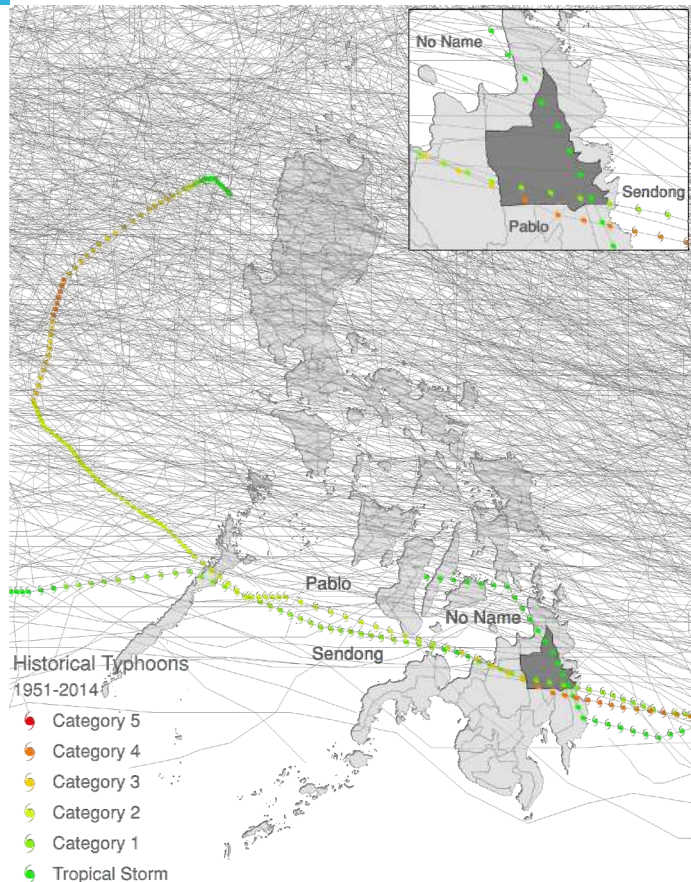 No Name
Sendong
Pablo
Pablo
No Name
Sendong
Historical Typhoons
1951-2014
Category 5
Category 4
Category 3
Category 2
Category 1
Tropical Storm